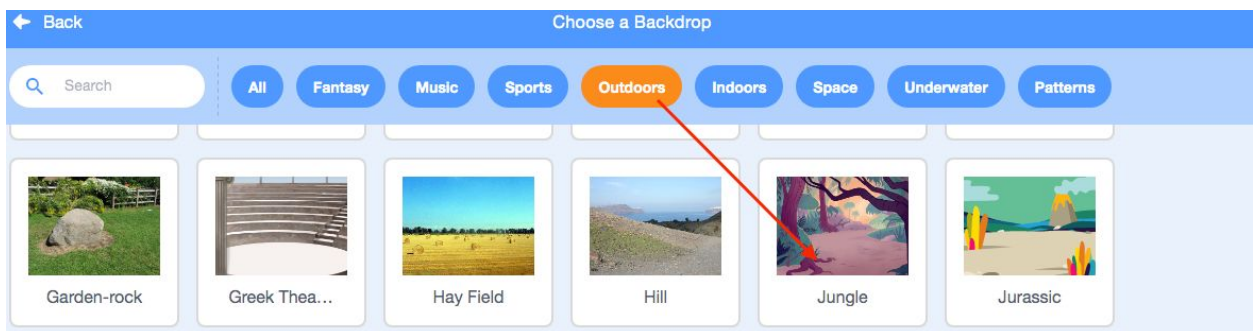 Back
Choose a Backdrop
Search
All
Fantasy
Music
Sports
Outdoors
Indoors
Space
Underwater
Patterns
Garden-rock
Greek Thea...
Hay Field
Hill
Jungle
Jurassic